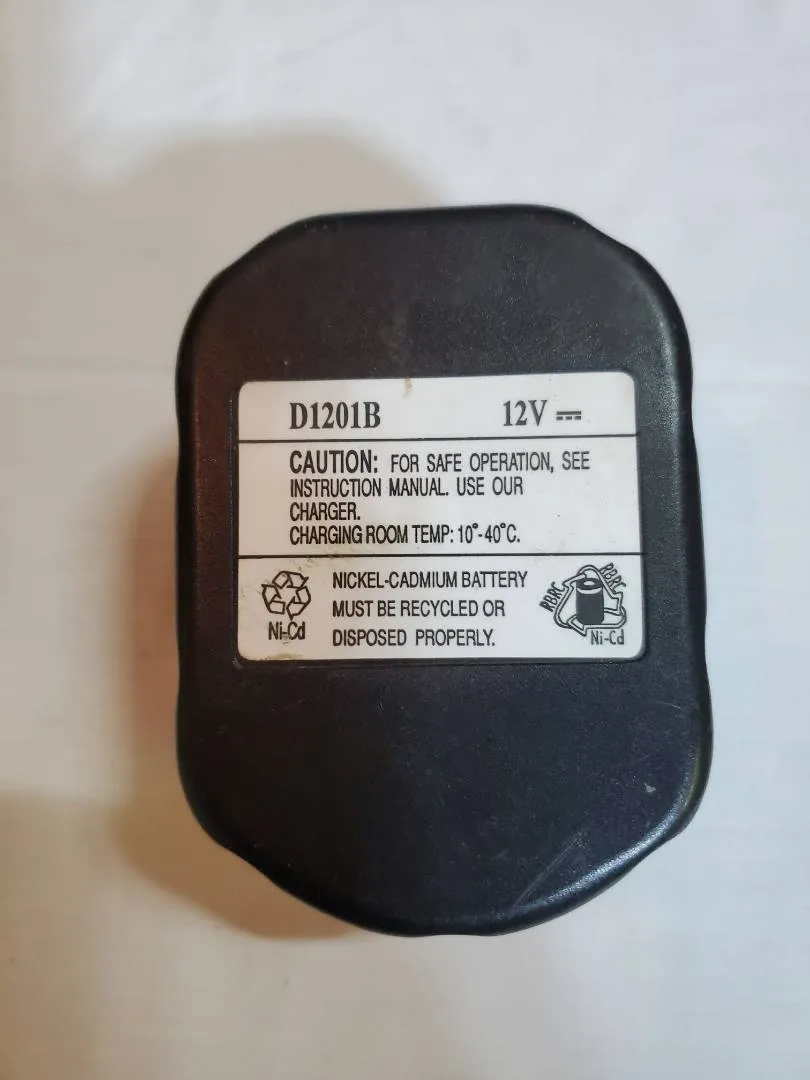 D1201B 12V
CAUTION: FOR SAFE OPERATION, SEE
INSTRUCTION MANUAL. USE OUR
CHARGER.
CHARGING ROOM TEMP: 10°-40°C.
NICKEL-CADMIUM BATTERY
MUST BE RECYCLED OR
DISPOSED PROPERLY.
Ni-Cd
RBRC RBRC
Ni-Cd